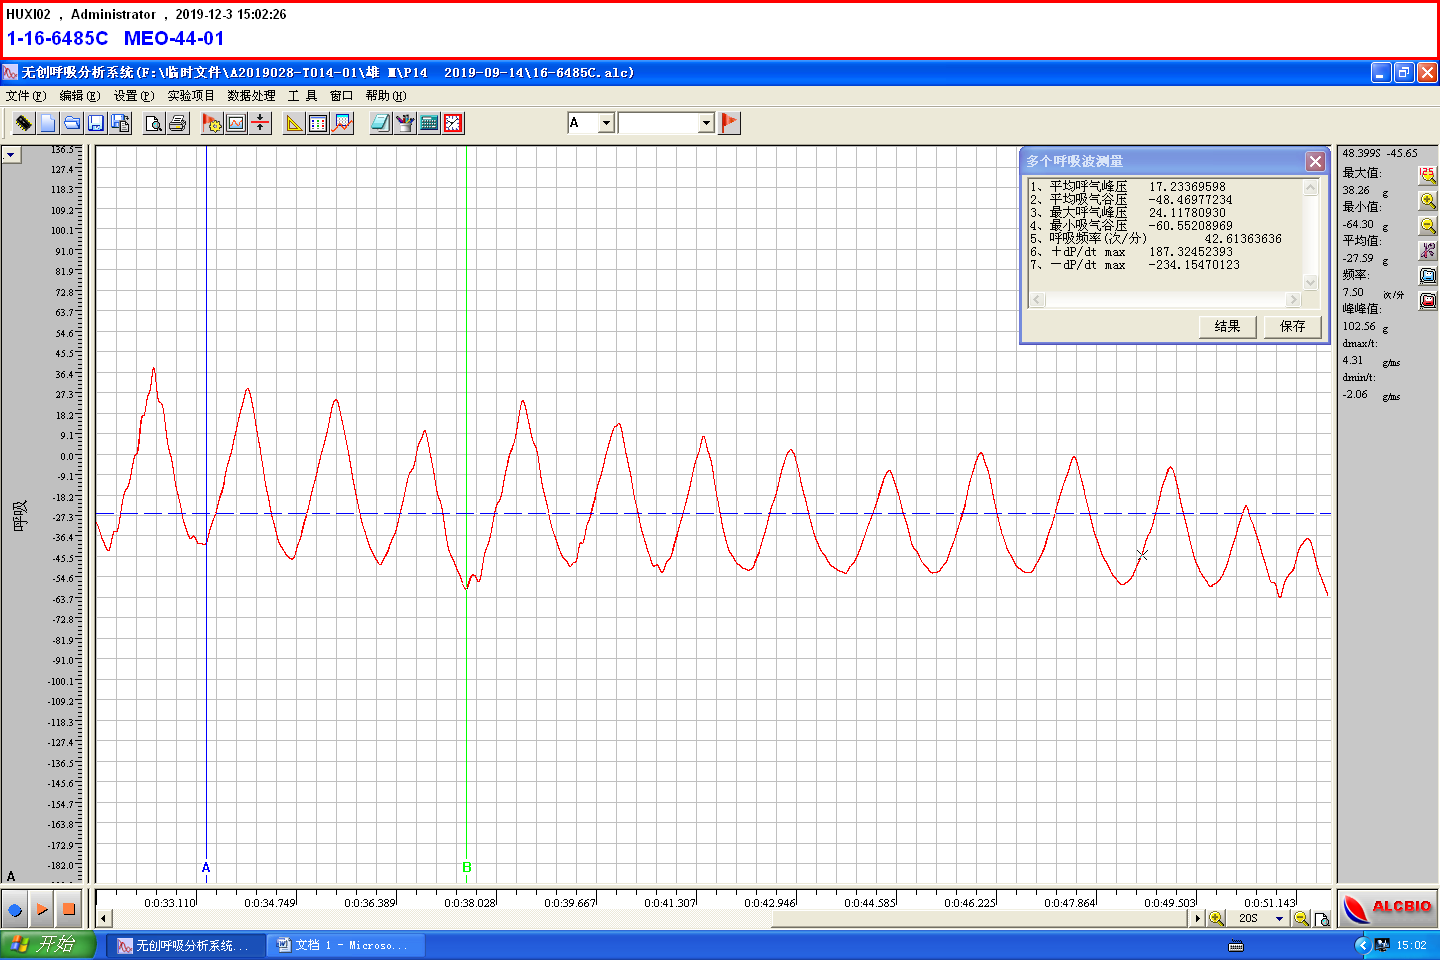 HUXI02 , Administrator , 2019-12-3 15:02:26
1-16-6485C MEO-44-01
无创呼吸分析系统(F:\临时文件\A2019028-T014-01\雄 M\P14 2019-09-14\16-6485C.alc)
文件(F) 编辑(E) 设置(P) 实验项目 数据处理 工 具 窗口 帮助(H)
A
136.5
127.4
118.3
109.2
100.1
91.0
81.9
72.8
63.7
54.6
45.5
36.4
27.3
18.2
9.1
0.0
-9.1
-18.2
-27.3
-36.4
-45.5
-54.6
-63.7
-72.8
-81.9
-91.0
-100.1
-109.2
-118.3
-127.4
-136.5
-145.6
-154.7
-163.8
-172.9
-182.0
呼吸
A
A
B
多个呼吸波测量
1、平均呼气峰压 17.23369598
2、平均吸气谷压 -48.46977234
3、最大呼气峰压 24.11780930
4、最小吸气谷压 -60.55208969
5、呼吸频率(次/分) 42.61363636
6、＋dP/dt max 187.32452393
7、－dP/dt max -234.15470123
结果 保存
48.399S -45.65
最大值:
38.26 g
最小值:
-64.30 g
平均值:
-27.59 g
频率:
7.50 次/分
峰峰值:
102.56 g
dmax/t:
4.31 g/ms
dmin/t:
-2.06 g/ms
125
0:0:33.110 0:0:34.749 0:0:36.389 0:0:38.028 0:0:39.667 0:0:41.307 0:0:42.946 0:0:44.585 0:0:46.225 0:0:47.864 0:0:49.503 0:0:51.143
20S
ALCBIO
开始 无创呼吸分析系统... 文档 1 - Microso... 15:02